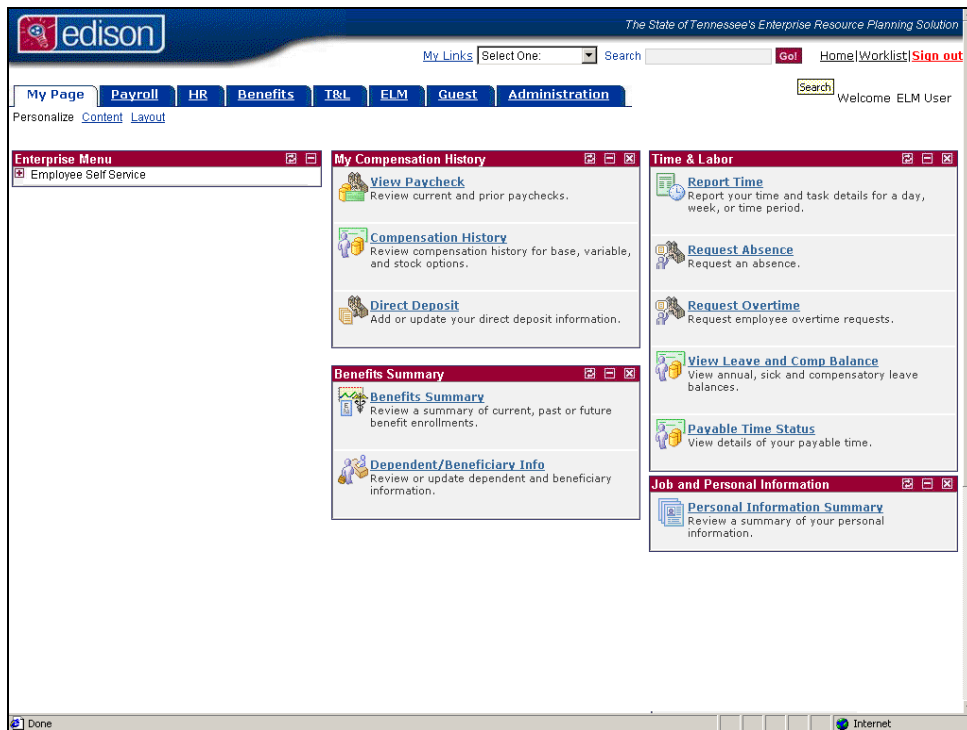 edison
The State of Tennessee's Enterprise Resource Planning Solution
My Links Select One: Search Go! Home|Worklist|Sign out
My Page Payroll HR Benefits T&L ELM Guest Administration
Search
Welcome ELM User
Personalize Content Layout
Enterprise Menu
Employee Self Service
My Compensation History
View Paycheck
Review current and prior paychecks.
Compensation History
Review compensation history for base, variable,
and stock options.
Direct Deposit
Add or update your direct deposit information.
Benefits Summary
Benefits Summary
Review a summary of current, past or future
benefit enrollments.
Dependent/Beneficiary Info
Review or update dependent and beneficiary
information.
Time & Labor
Report Time
Report your time and task details for a day,
week, or time period.
Request Absence
Request an absence.
Request Overtime
Request employee overtime requests.
View Leave and Comp Balance
View annual, sick and compensatory leave
balances.
Payable Time Status
View details of your payable time.
Job and Personal Information
Personal Information Summary
Review a summary of your personal
information.
Done
Internet